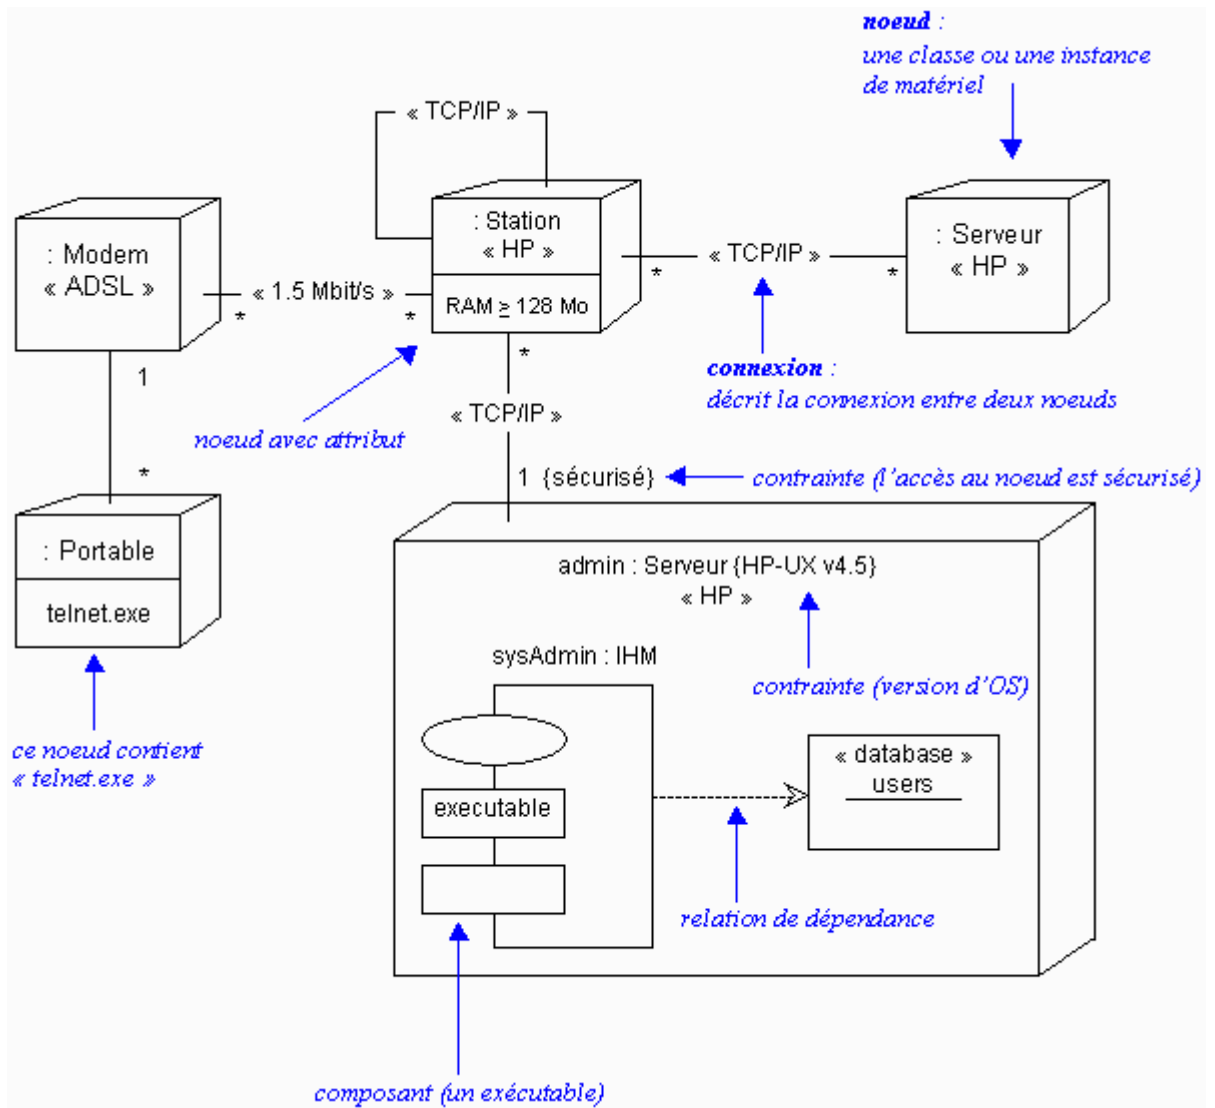 noeud :
une classe ou une instance
de matériel
« TCP/IP »
: Station
« HP »
RAM ≥ 128 Mo
: Modem
« ADSL »
« 1.5 Mbit/s »
*
*
*
« TCP/IP »
*
: Serveur
« HP »
connexion :
décrit la connexion entre deux noeuds
*
« TCP/IP »
noeud avec attribut
1
*
1 {sécurisé}
contrainte (l'accès au noeud est sécurisé)
: Portable
telnet.exe
ce noeud contient
« telnet.exe »
admin : Serveur {HP-UX v4.5}
« HP »
contrainte (version d'OS)
sysAdmin : IHM
executable
« database »
users
relation de dépendance
composant (un exécutable)